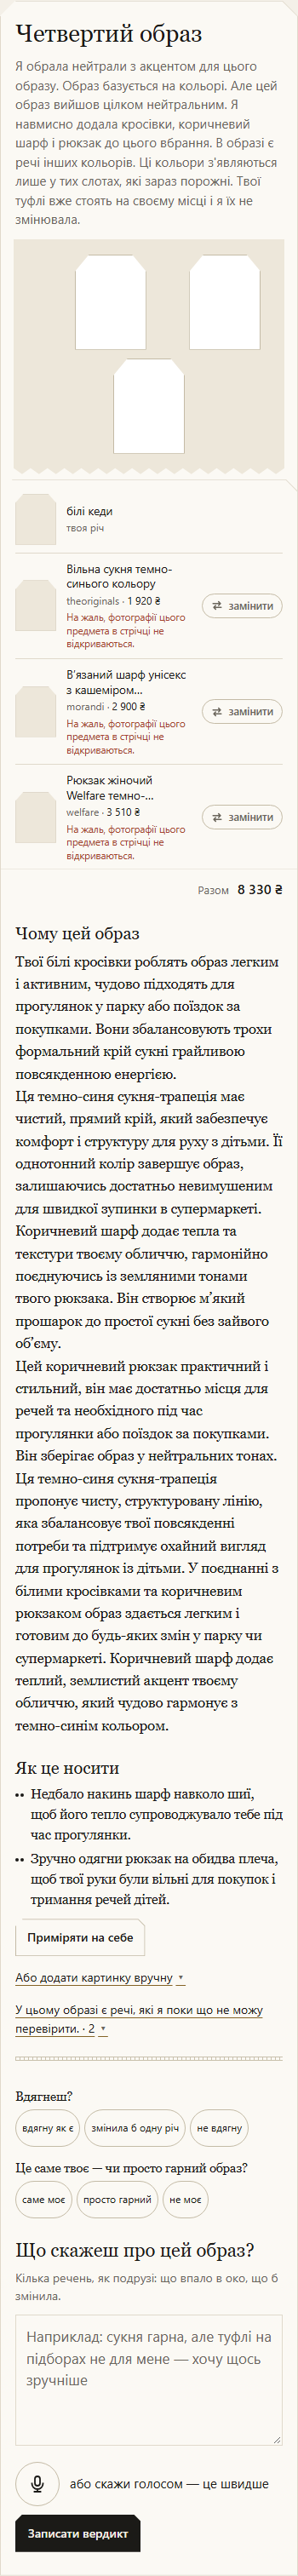 Четвертий образ
Я обрала нейтрали з акцентом для цього
образу. Образ базується на кольорі. Але цей
образ вийшов цілком нейтральним. Я
навмисно додала кросівки, коричневий
шарф і рюкзак до цього вбрання. В образі є
речі інших кольорів. Ці кольори з'являються
лише у тих слотах, які зараз порожні. Твої
туфлі вже стоять на своєму місці і я їх не
змінювала.
білі кеди
твоя річ
Вільна сукня темно-
синього кольору
theoriginals · 1 920 ₴
На жаль, фотографії цього
предмета в стрічці не
відкриваються.
замінити
В'язаний шарф унісекс
з кашеміром...
morandi · 2 900 ₴
На жаль, фотографії цього
предмета в стрічці не
відкриваються.
замінити
Рюкзак жіночий
Welfare темно-...
welfare · 3 510 ₴
На жаль, фотографії цього
предмета в стрічці не
відкриваються.
замінити
Разом 8 330 ₴
Чому цей образ
Твої білі кросівки роблять образ легким
і активним, чудово підходять для
прогулянок у парку або поїздок за
покупками. Вони збалансовують трохи
формальний крій сукні грайливою
повсякденною енергією.
Ця темно-синя сукня-трапеція має
чистий, прямий крій, який забезпечує
комфорт і структуру для руху з дітьми. Її
однотонний колір завершує образ,
залишаючись достатньо невимушеним
для швидкої зупинки в супермаркеті.
Коричневий шарф додає тепла та
текстури твоєму обличчю, гармонійно
поєднуючись із земляними тонами
твого рюкзака. Він створює м'який
прошарок до простої сукні без зайвого
об'єму.
Цей коричневий рюкзак практичний і
стильний, він має достатньо місця для
речей та необхідного під час
прогулянки або поїздок за покупками.
Він зберігає образ у нейтральних тонах.
Ця темно-синя сукня-трапеція
пропонує чисту, структуровану лінію,
яка збалансовує твої повсякденні
потреби та підтримує охайний вигляд
для прогулянок із дітьми. У поєднанні з
білими кросівками та коричневим
рюкзаком образ здається легким і
готовим до будь-яких змін у парку чи
супермаркеті. Коричневий шарф додає
теплий, землистий акцент твоєму
обличчю, який чудово гармонує з
темно-синім кольором.
Як це носити
Недбало накинь шарф навколо шиї,
щоб його тепло супроводжувало тебе під
час прогулянки.
Зручно одягни рюкзак на обидва плеча,
щоб твої руки були вільні для покупок і
тримання речей дітей.
Приміряти на себе
Або додати картинку вручну
У цьому образі є речі, які я поки що не можу
перевірити. · 2
Вдягнеш?
вдягну як є
змінила б одну річ
не вдягну
Це саме твоє — чи просто гарний образ?
саме моє
просто гарний
не моє
Що скажеш про цей образ?
Кілька речень, як подрузі: що впало в око, що б
змінила.
Наприклад: сукня гарна, але туфлі на
підборах не для мене — хочу щось
зручніше
або скажи голосом — це швидше
Записати вердикт